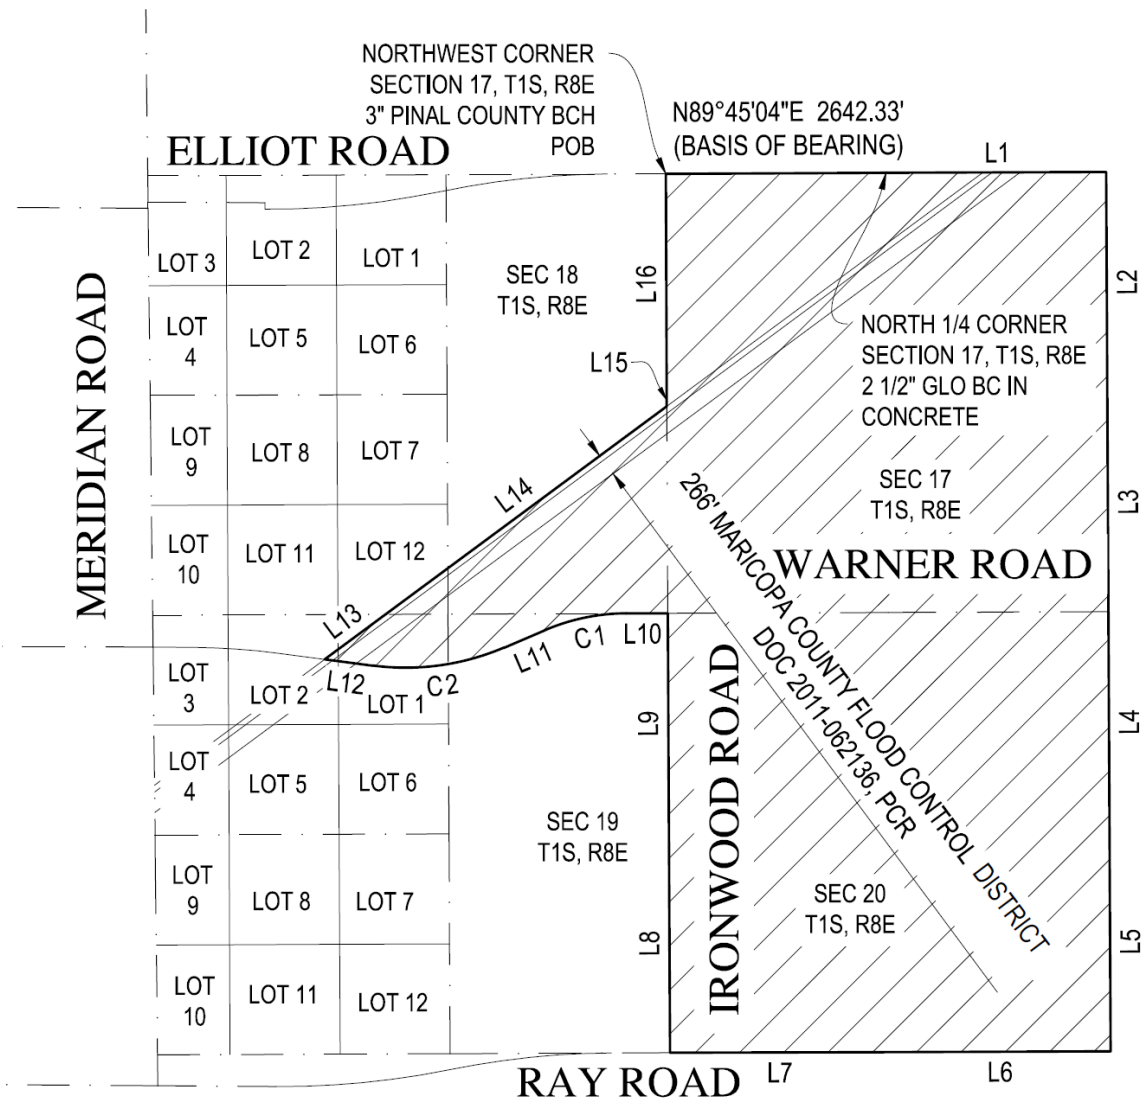 NORTHWEST CORNER
SECTION 17, T1S, R8E
3" PINAL COUNTY BCH
POB
N89°45'04"E 2642.33'
(BASIS OF BEARING)
L1
ELLIOT ROAD
MERIDIAN ROAD
LOT 3
LOT 2
LOT 1
SEC 18
T1S, R8E
L16
L2
LOT
4
LOT 5
LOT 6
L15
NORTH 1/4 CORNER
SECTION 17, T1S, R8E
2 1/2" GLO BC IN
CONCRETE
LOT
9
LOT 8
LOT 7
L14
SEC 17
T1S, R8E
L3
266' MARICOPA COUNTY FLOOD CONTROL DISTRICT
DOC 2011-062136, PCR
LOT
10
LOT 11
LOT 12
WARNER ROAD
L13
L12
C2
L11
C1
L10
LOT
3
LOT 2
LOT 1
L9
IRONWOOD ROAD
L4
LOT
4
LOT 5
LOT 6
SEC 19
T1S, R8E
LOT
9
LOT 8
LOT 7
SEC 20
T1S, R8E
L8
L5
LOT
10
LOT 11
LOT 12
RAY ROAD
L7
L6